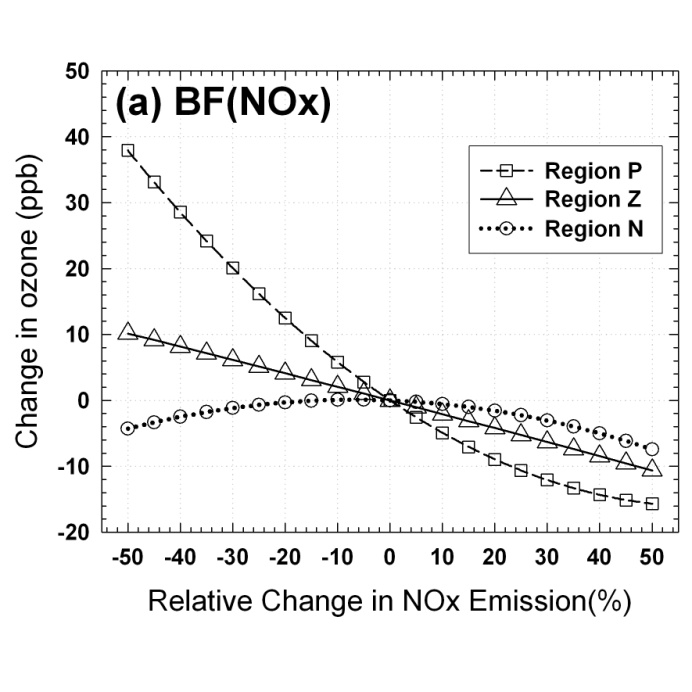 (a) BF(NOx)
Region P
Region Z
Region N
Change in ozone (ppb)
50
40
30
20
10
0
-10
-20
-50 -40 -30 -20 -10 0 10 20 30 40 50
Relative Change in NOx Emission(%)